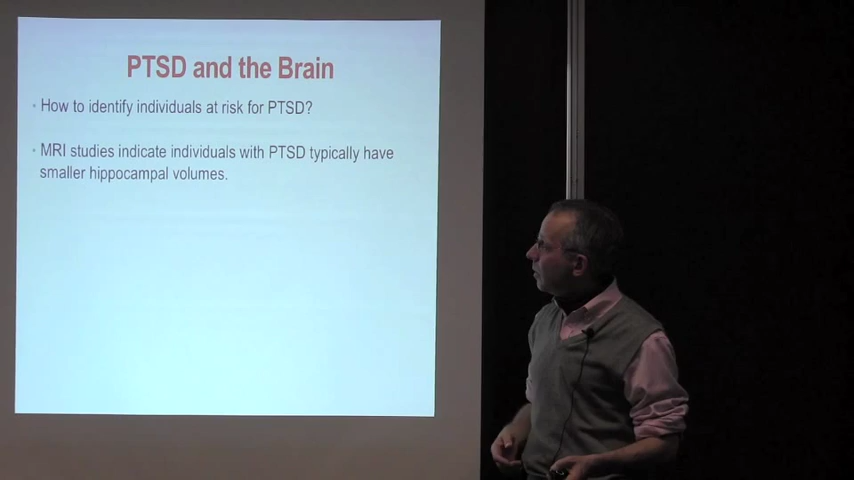 PTSD and the Brain
• How to identify individuals at risk for PTSD?
• MRI studies indicate individuals with PTSD typically have
smaller hippocampal volumes.